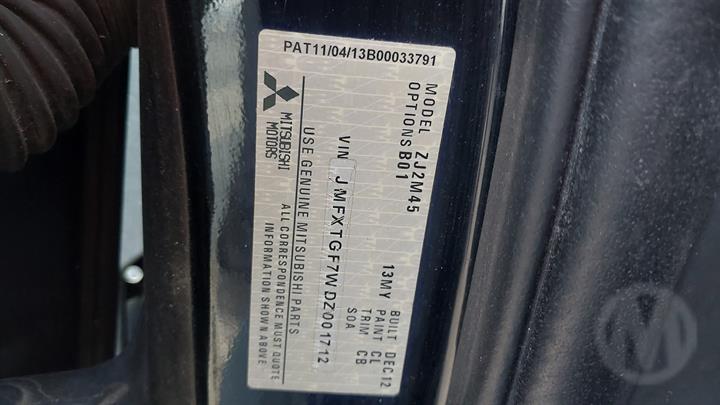 PAT11/04/13B00033791
MODEL ZJ2M45
OPTIONS B01
13MY BUILT DEC12
PAINT CL
TRIM CB
SOA
VIN JMFXTGF7WDZ001712
MITSUBISHI
MOTORS
USE GENUINE MITSUBISHI PARTS
ALL CORRESPONDENCE MUST QUOTE
INFORMATION SHOWN ABOVE
M